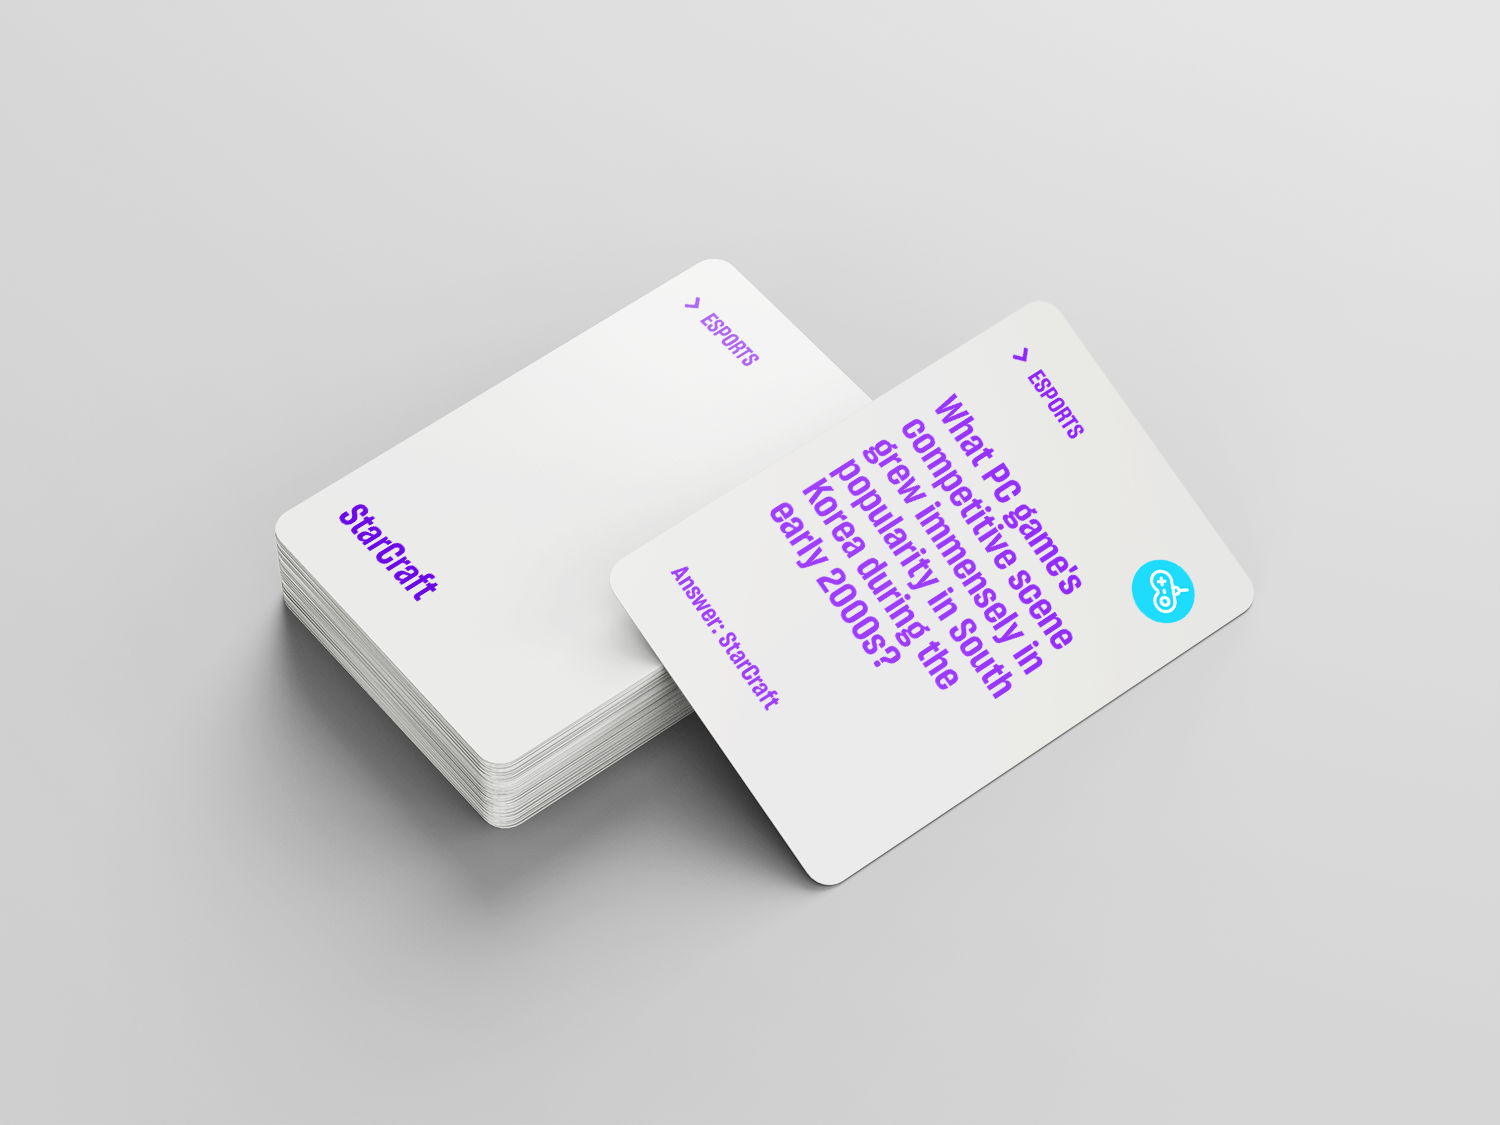 ESPORTS
StarCraft
ESPORTS
What PC game's
competitive scene
grew immensely in
popularity in South
Korea during the
early 2000s?
Answer: StarCraft